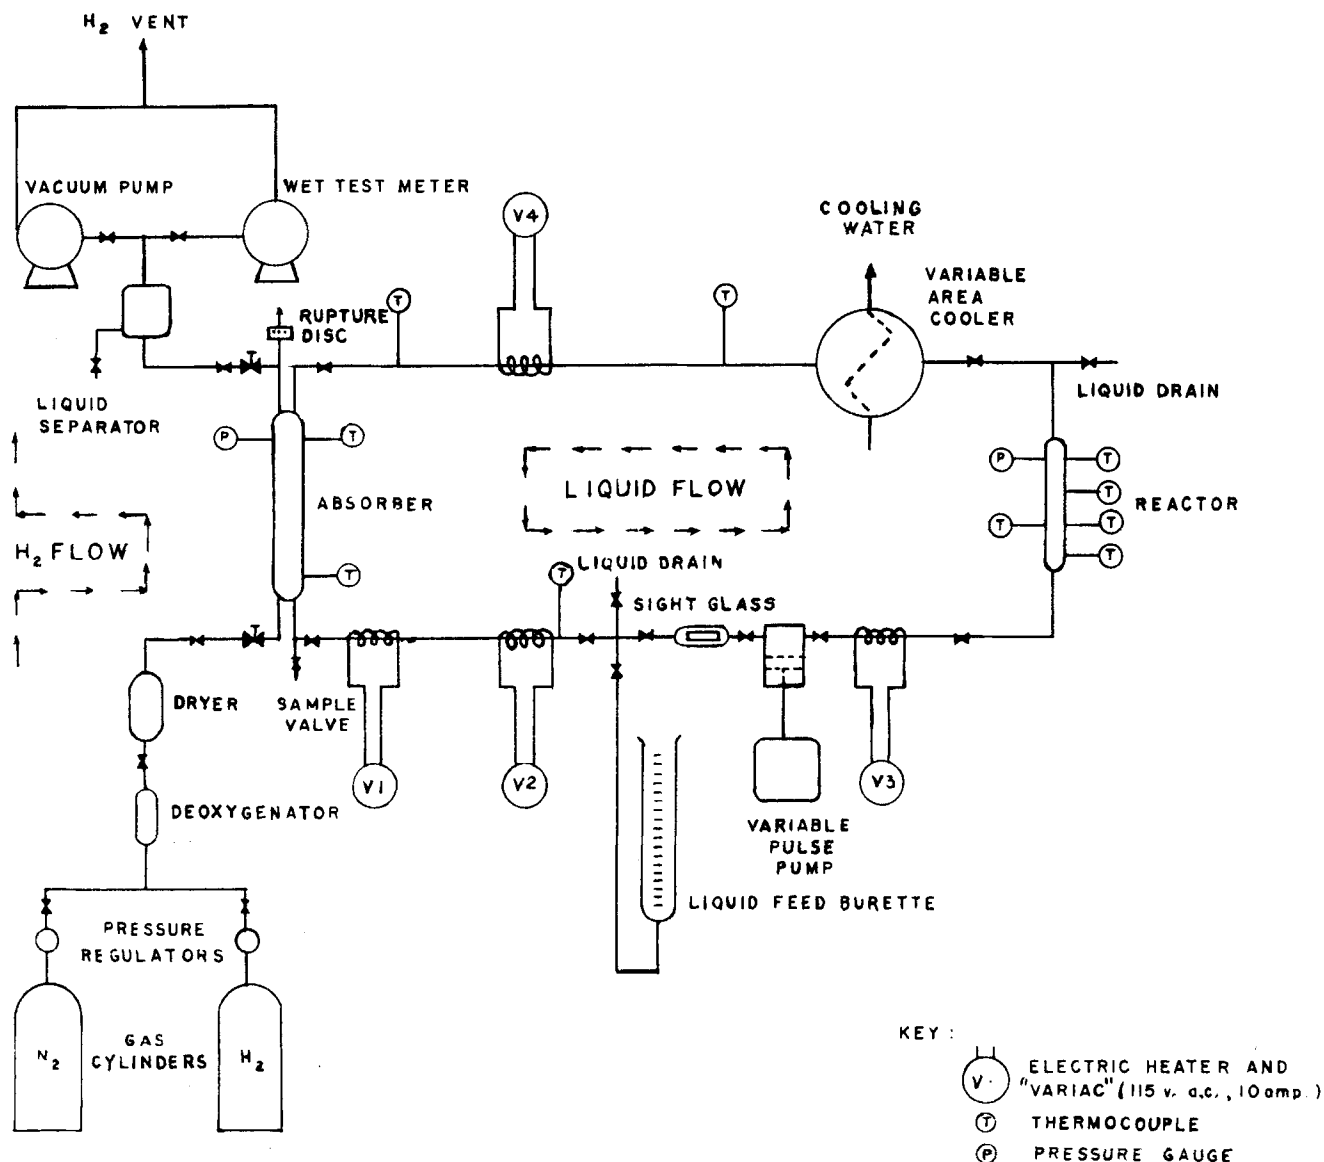 H2 VENT
VACUUM PUMP
WET TEST METER
V4
COOLING
WATER
VARIABLE
AREA
COOLER
T
T
RUPTURE
DISC
LIQUID
SEPARATOR
LIQUID DRAIN
P
T
ABSORBER
LIQUID FLOW
P
T
T
T
T
T
REACTOR
H2 FLOW
T
T
LIQUID DRAIN
SIGHT GLASS
DRYER
SAMPLE
VALVE
V1
V2
V3
DEOXYGENATOR
VARIABLE
PULSE
PUMP
LIQUID FEED BURETTE
PRESSURE
REGULATORS
N2
GAS
CYLINDERS
H2
KEY :
V.
ELECTRIC HEATER AND
"VARIAC" (115 v. a.c., 10 amp.)
T
THERMOCOUPLE
P
PRESSURE GAUGE